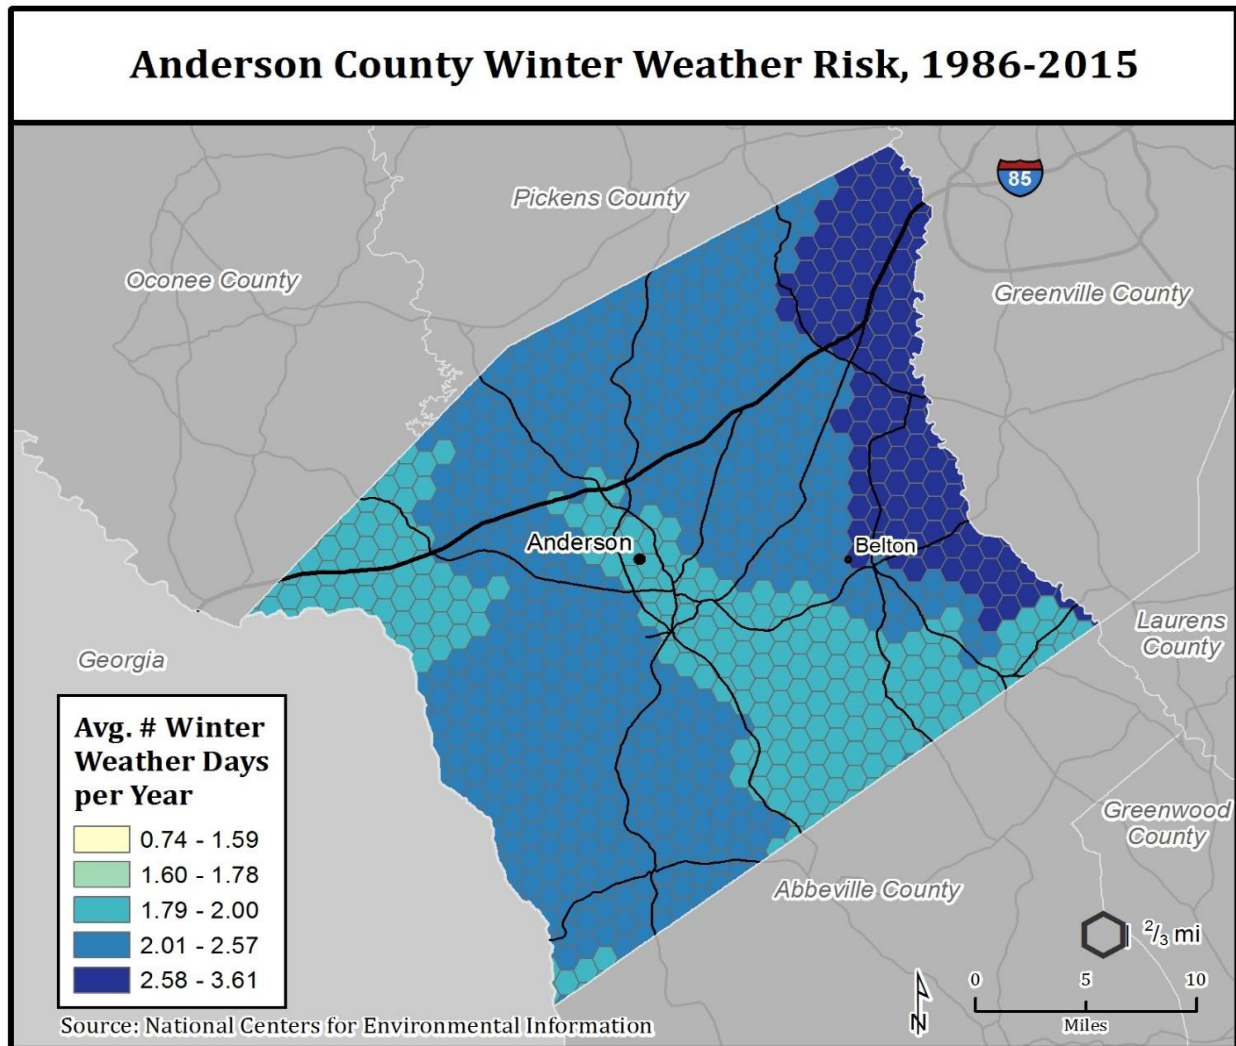 Anderson County Winter Weather Risk, 1986-2015
85
Pickens County
Oconee County
Greenville County
Anderson
Belton
Laurens
County
Georgia
Greenwood
County
Abbeville County
Avg. # Winter
Weather Days
per Year
0.74 - 1.59
1.60 - 1.78
1.79 - 2.00
2.01 - 2.57
2.58 - 3.61
2/3 mi
N
0 5 10
Miles
Source: National Centers for Environmental Information